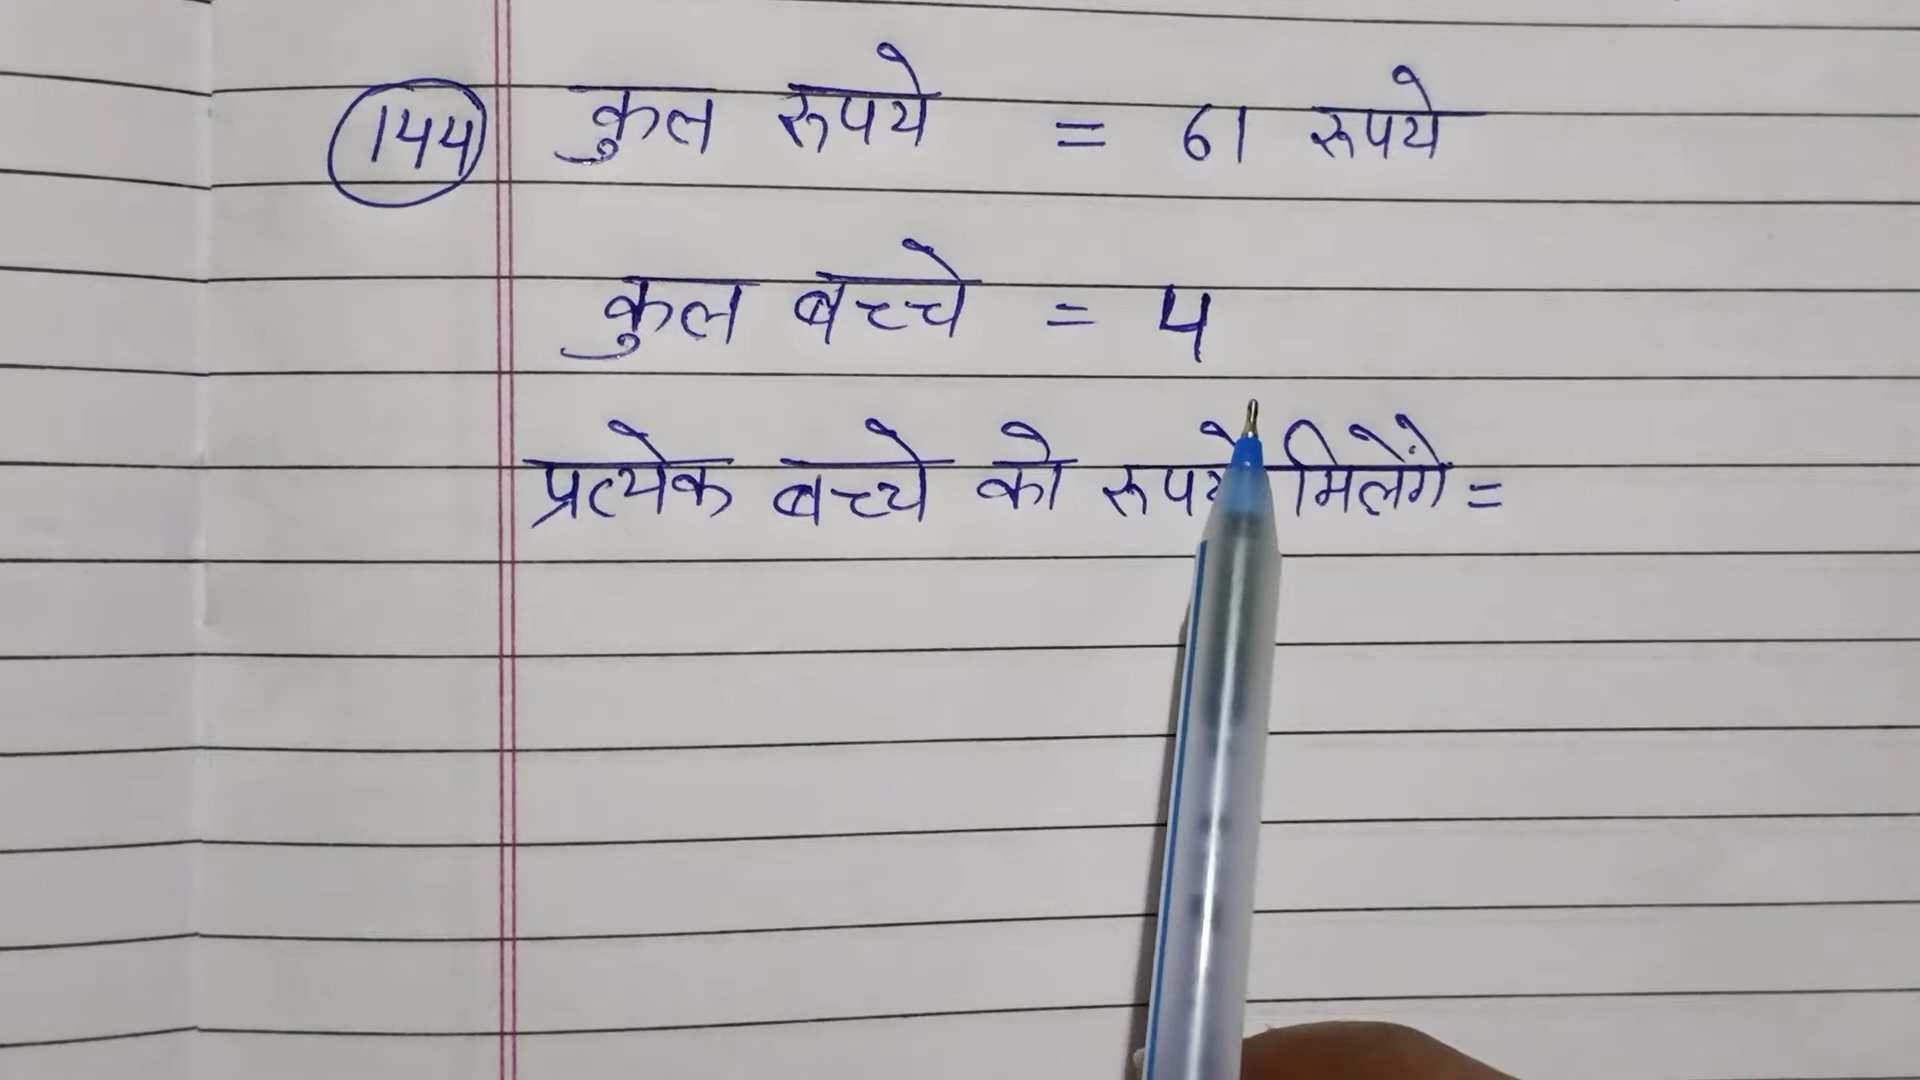 144 कुल रुपये = 61 रुपये
कुल बच्चे = 4
प्रत्येक बच्चे को रुपये मिलेंगे =